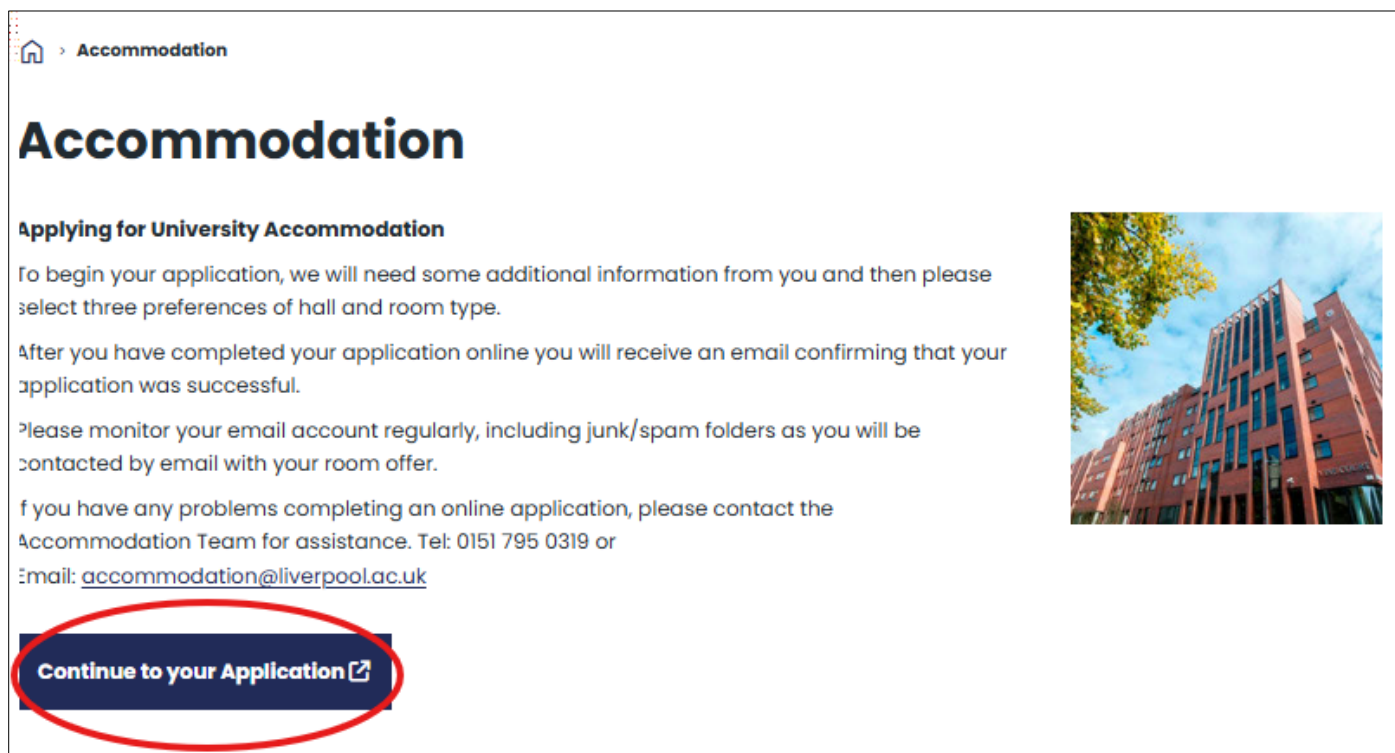 Accommodation
Accommodation
Applying for University Accommodation
To begin your application, we will need some additional information from you and then please
select three preferences of hall and room type.
After you have completed your application online you will receive an email confirming that your
application was successful.
Please monitor your email account regularly, including junk/spam folders as you will be
contacted by email with your room offer.
If you have any problems completing an online application, please contact the
Accommodation Team for assistance. Tel: 0151 795 0319 or
Email: accommodation@liverpool.ac.uk
Continue to your Application